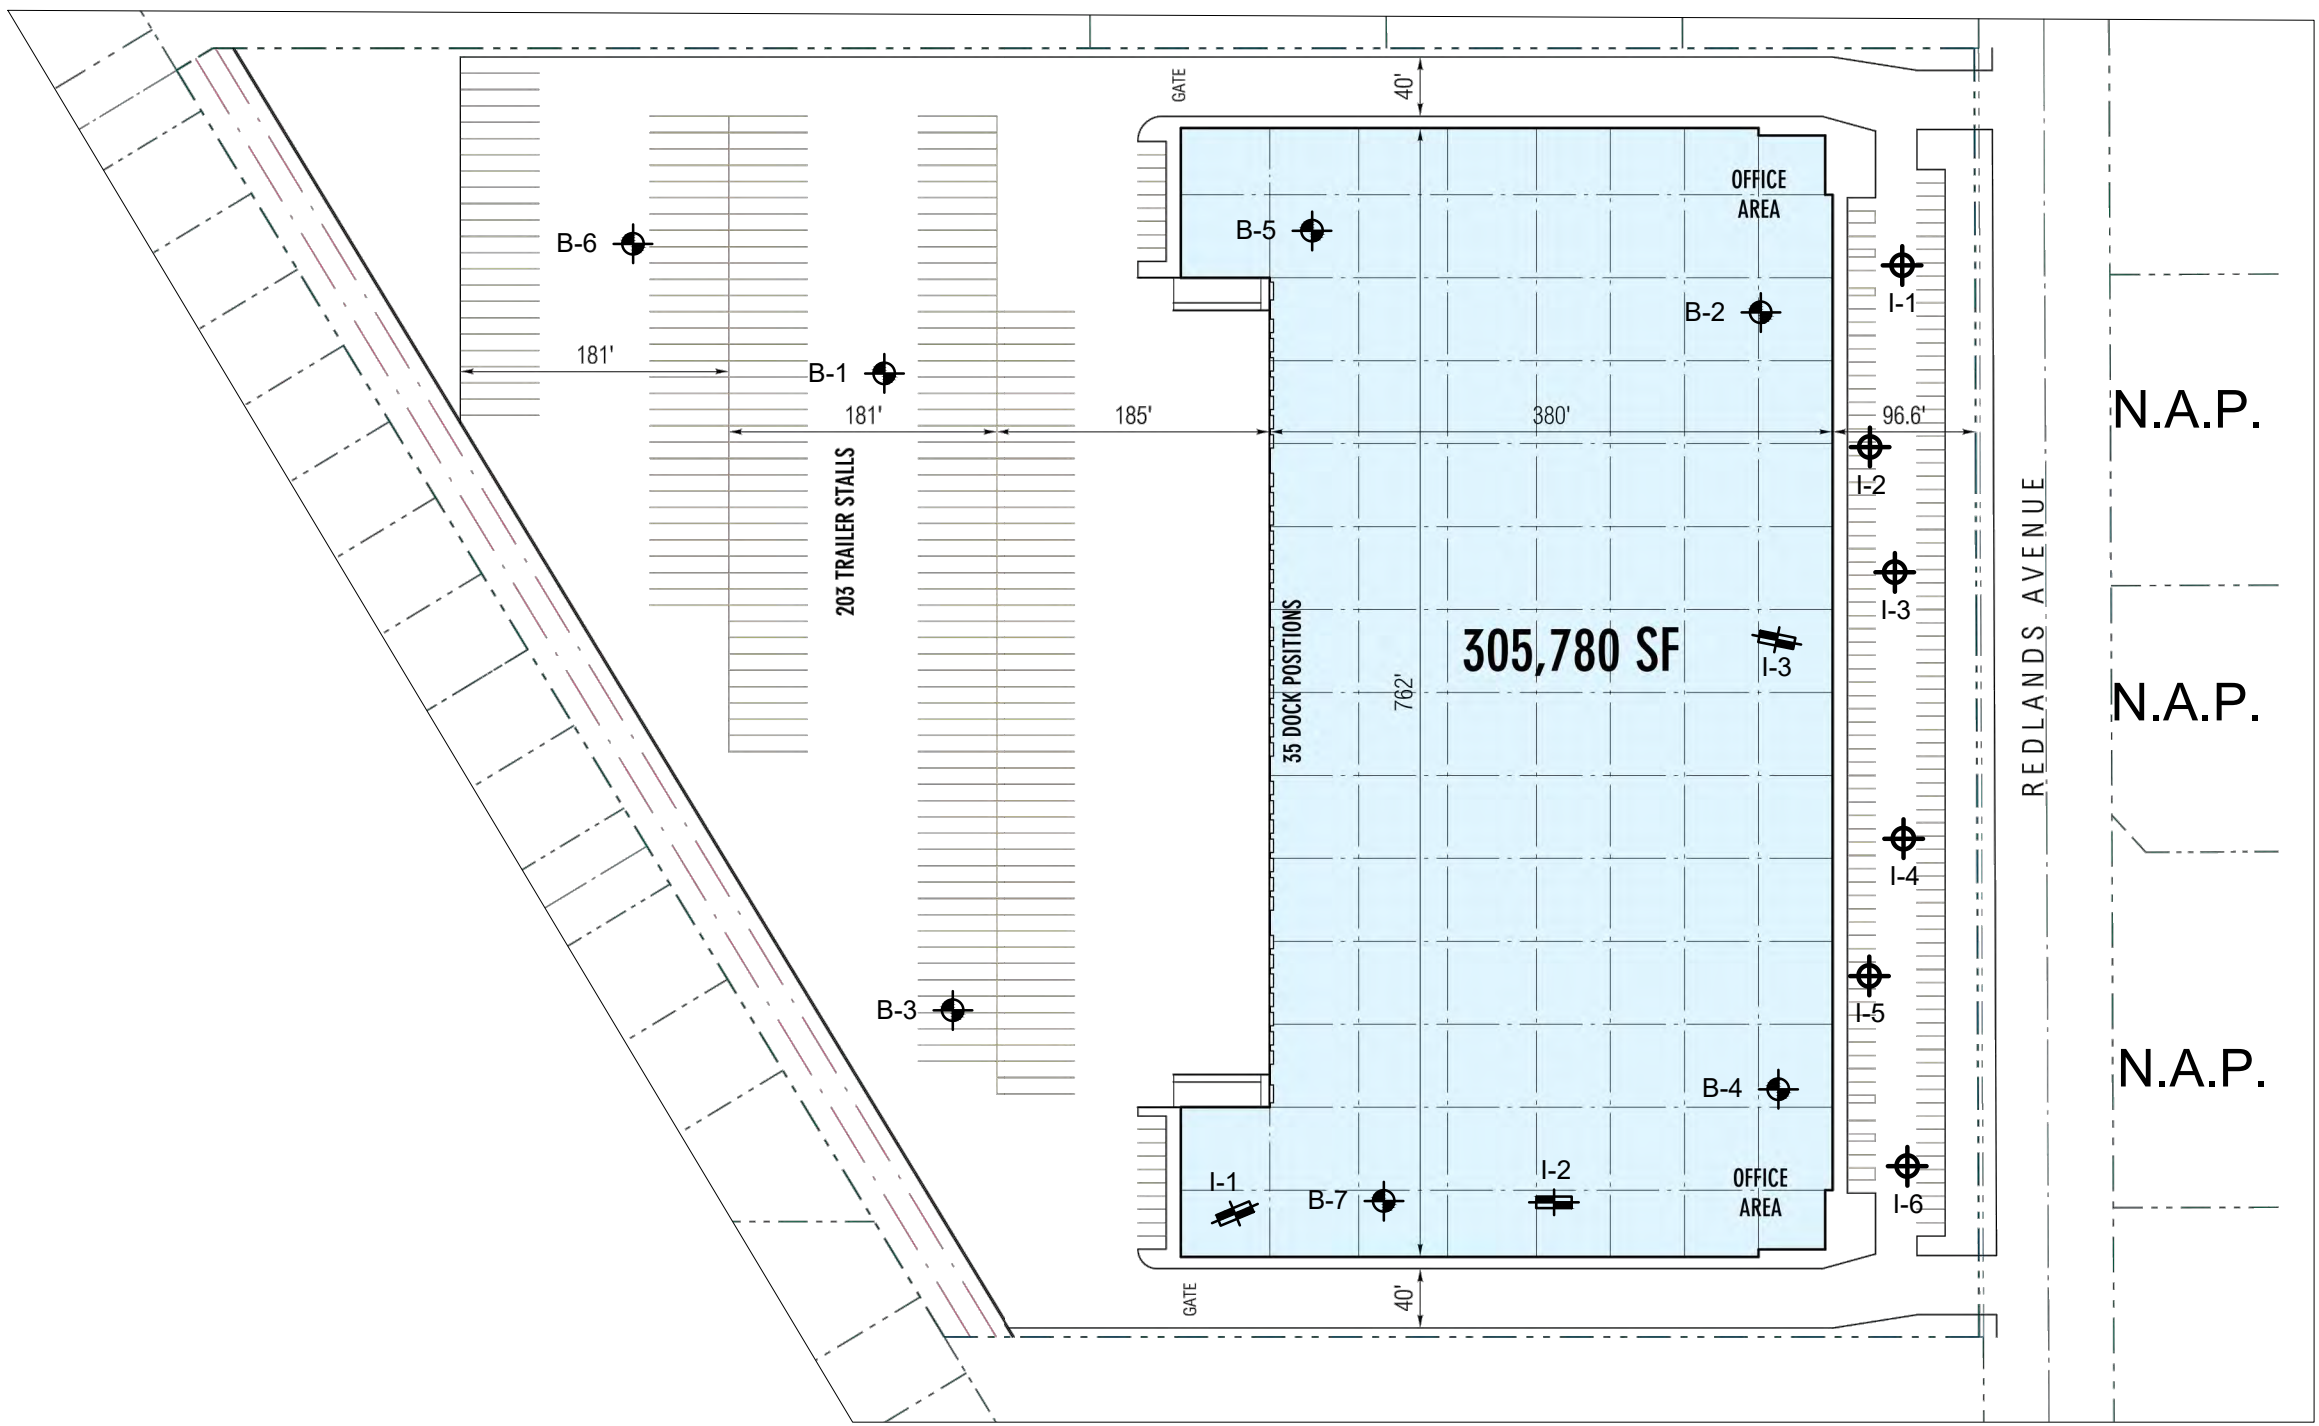 GATE
40'
OFFICE
AREA
B-6
B-5
I-1
B-2
181'
B-1
181'
185'
380'
96.6'
N.A.P.
203 TRAILER STALLS
I-2
REDLANDS AVENUE
I-3
35 DOCK POSITIONS
762'
305,780 SF
I-3
N.A.P.
I-4
B-3
I-5
B-4
N.A.P.
I-1
B-7
I-2
OFFICE
AREA
I-6
GATE
40'